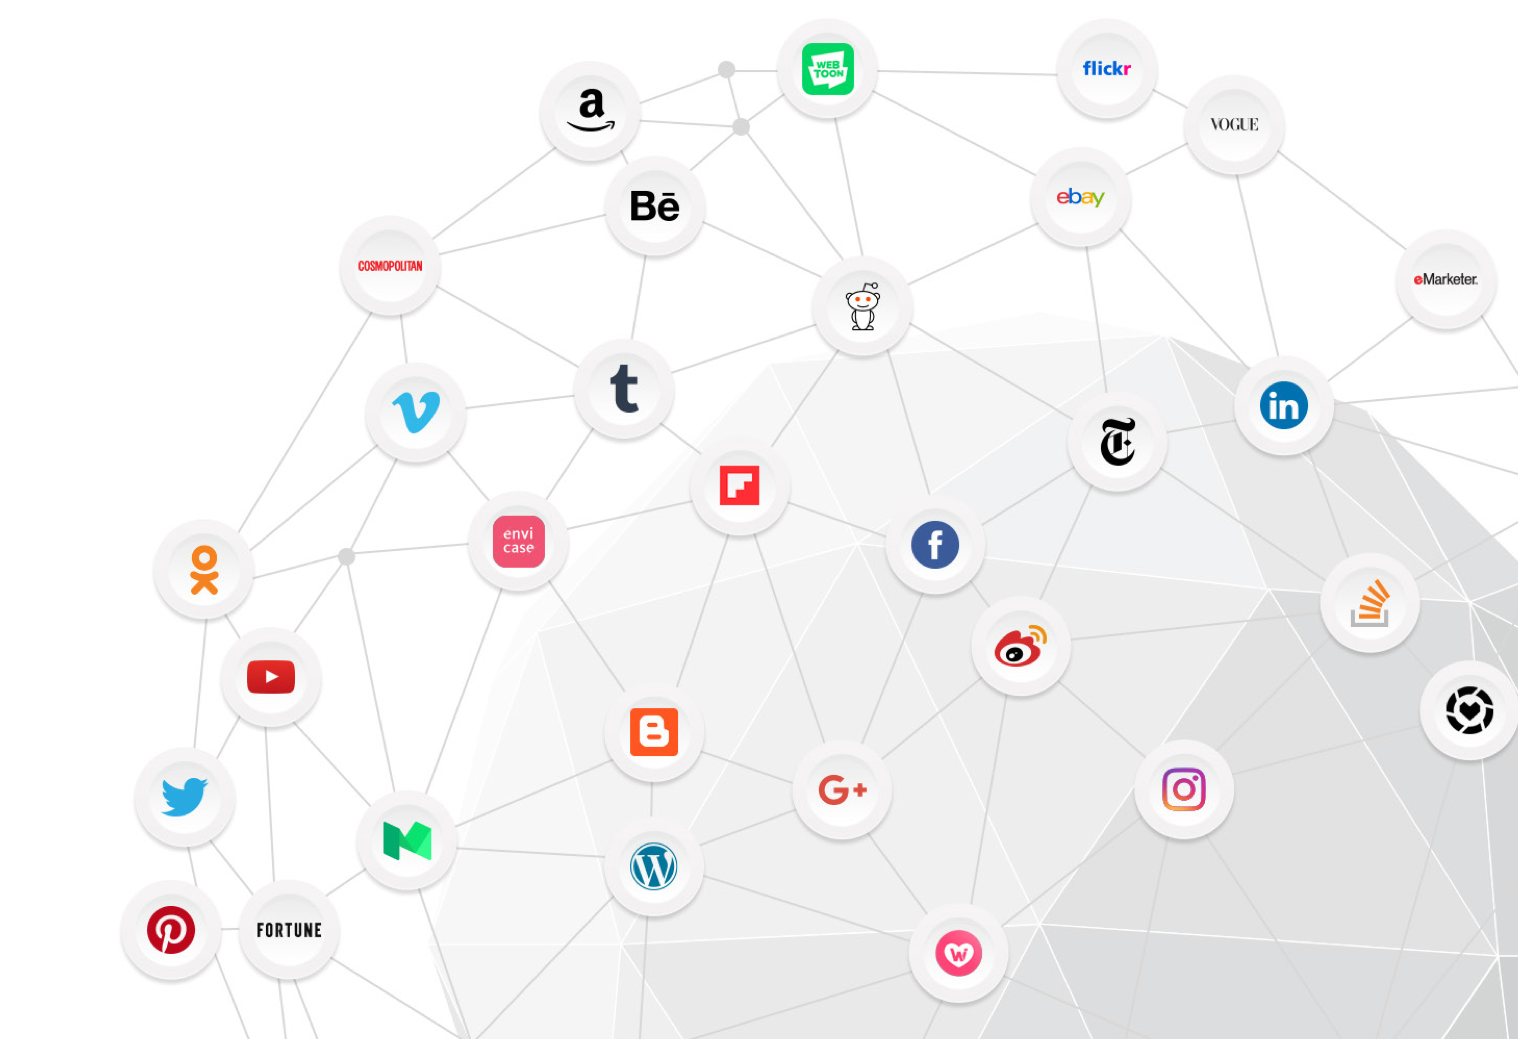 WEB
TOON
flickr
a
VOGUE
Bē
ebay
COSMOPOLITAN
eMarketer.
t
in
T
envi
case
f
B
G+
W
FORTUNE
w